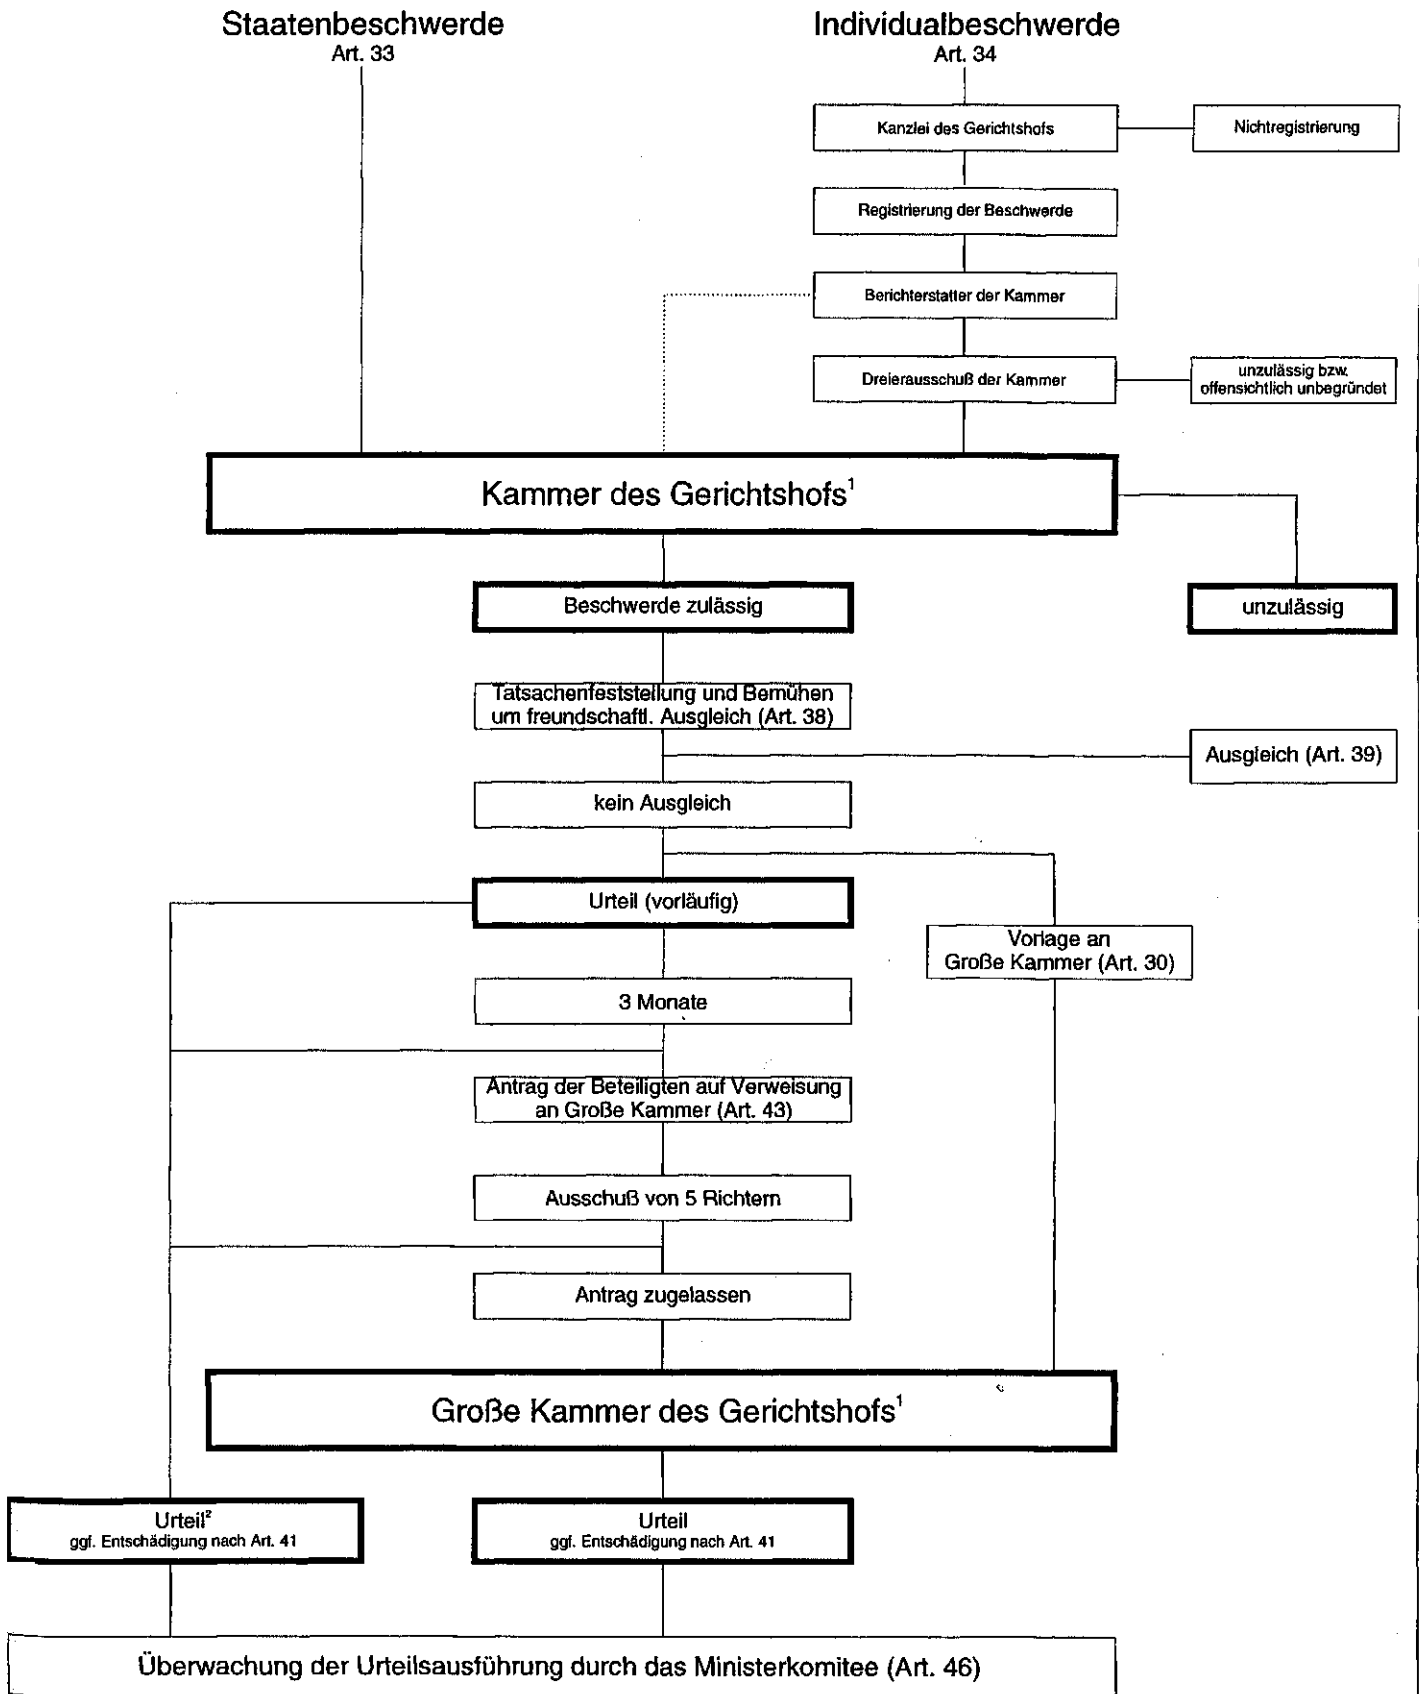 Staatenbeschwerde
Art. 33
Individualbeschwerde
Art. 34
Kanzlei des Gerichtshofs
Nichtregistrierung
Registrierung der Beschwerde
Berichterstatter der Kammer
Dreierausschuß der Kammer
unzulässig bzw.
offensichtlich unbegründet
Kammer des Gerichtshofs¹
Beschwerde zulässig
unzulässig
Tatsachenfeststellung und Bemühen
um freundschaftl. Ausgleich (Art. 38)
Ausgleich (Art. 39)
kein Ausgleich
Urteil (vorläufig)
Vorlage an
Große Kammer (Art. 30)
3 Monate
Antrag der Beteiligten auf Verweisung
an Große Kammer (Art. 43)
Ausschuß von 5 Richtern
Antrag zugelassen
Große Kammer des Gerichtshofs¹
Urteil²
ggf. Entschädigung nach Art. 41
Urteil
ggf. Entschädigung nach Art. 41
Überwachung der Urteilsausführung durch das Ministerkomitee (Art. 46)